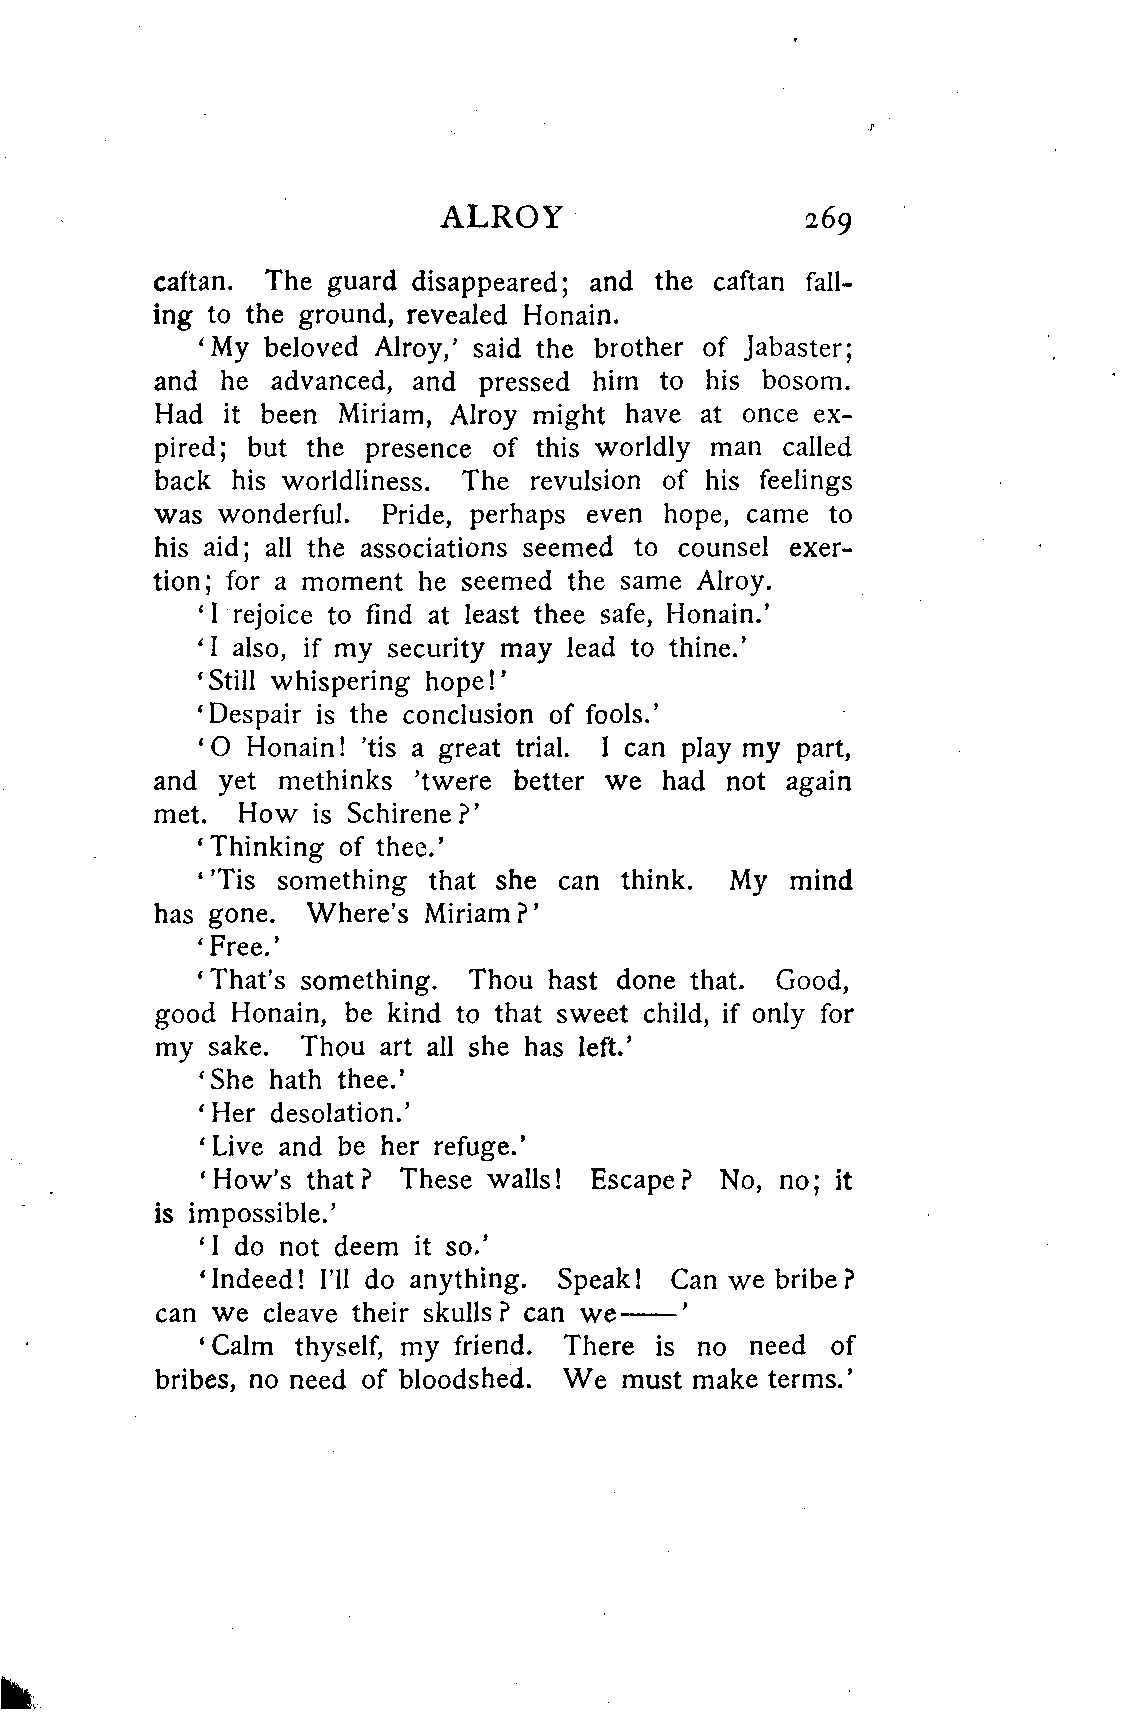 ALROY 269
caftan. The guard disappeared; and the caftan fall-
ing to the ground, revealed Honain.
‘My beloved Alroy,’ said the brother of Jabaster;
and he advanced, and pressed him to his bosom.
Had it been Miriam, Alroy might have at once ex-
pired; but the presence of this worldly man called
back his worldliness. The revulsion of his feelings
was wonderful. Pride, perhaps even hope, came to
his aid; all the associations seemed to counsel exer-
tion; for a moment he seemed the same Alroy.
‘I rejoice to find at least thee safe, Honain.’
‘I also, if my security may lead to thine.’
‘Still whispering hope!’
‘Despair is the conclusion of fools.’
‘O Honain! ’tis a great trial. I can play my part,
and yet methinks ’twere better we had not again
met. How is Schirene?’
‘Thinking of thee.’
‘’Tis something that she can think. My mind
has gone. Where’s Miriam?’
‘Free.’
‘That’s something. Thou hast done that. Good,
good Honain, be kind to that sweet child, if only for
my sake. Thou art all she has left.’
‘She hath thee.’
‘Her desolation.’
‘Live and be her refuge.’
‘How’s that? These walls! Escape? No, no; it
is impossible.’
‘I do not deem it so.’
‘Indeed! I’ll do anything. Speak! Can we bribe?
can we cleave their skulls? can we——’
‘Calm thyself, my friend. There is no need of
bribes, no need of bloodshed. We must make terms.’